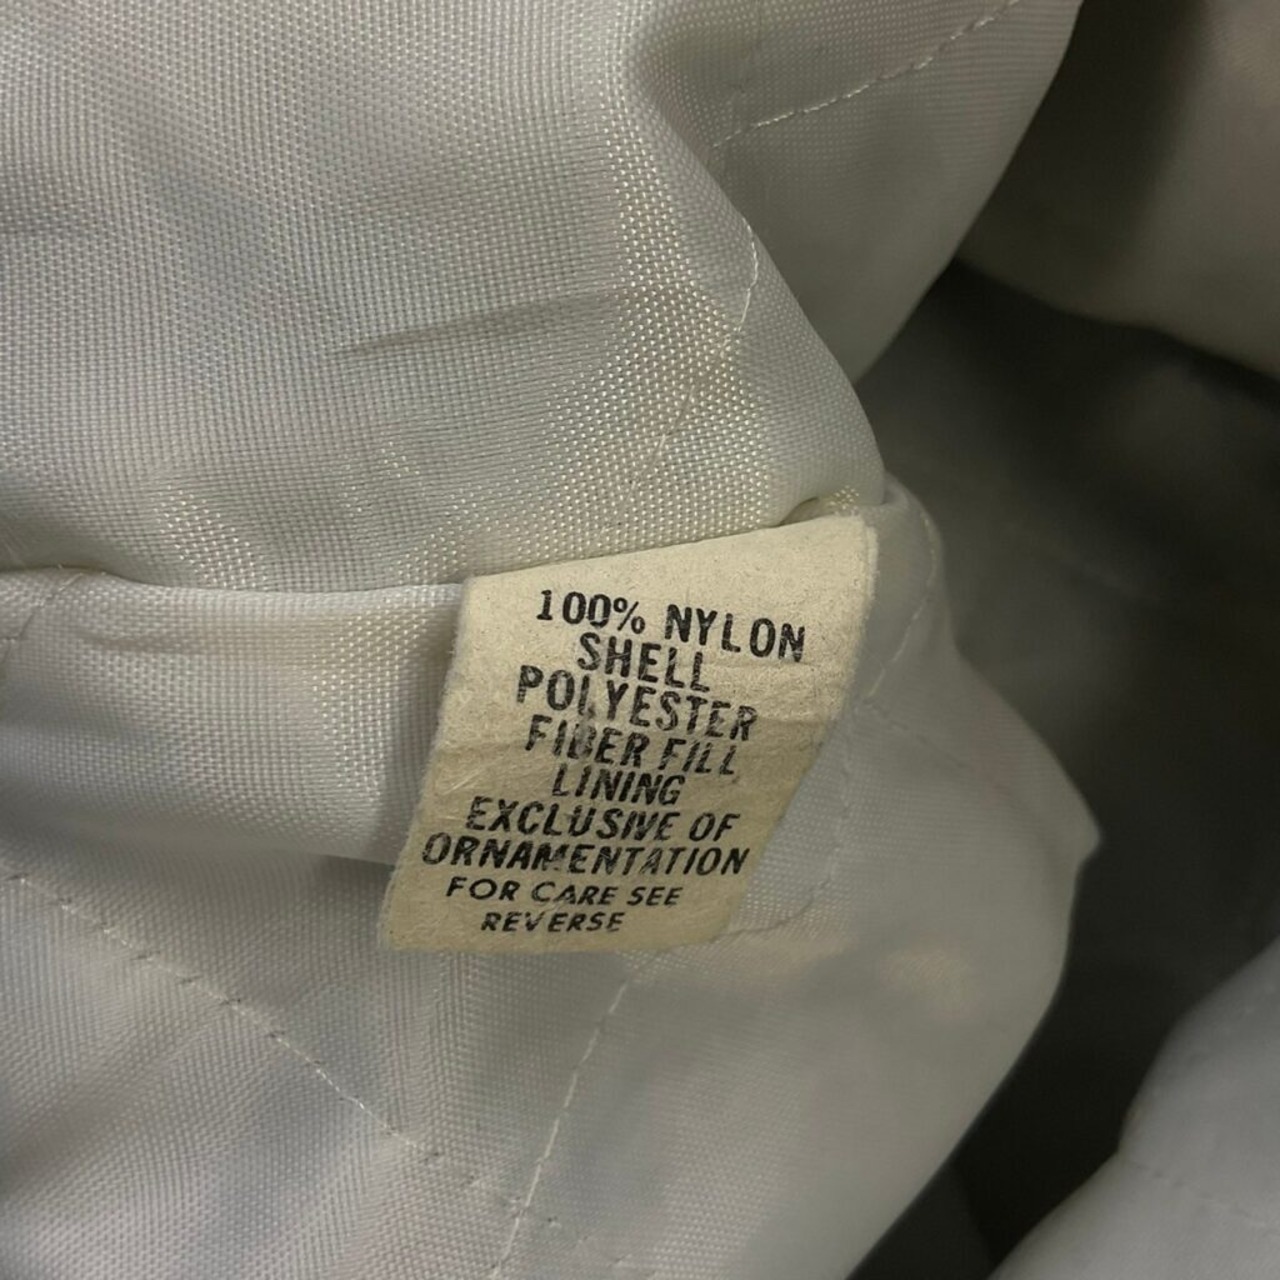 100% NYLON
SHELL
POLYESTER
FIBER FILL
LINING
EXCLUSIVE OF
ORNAMENTATION
FOR CARE SEE
REVERSE